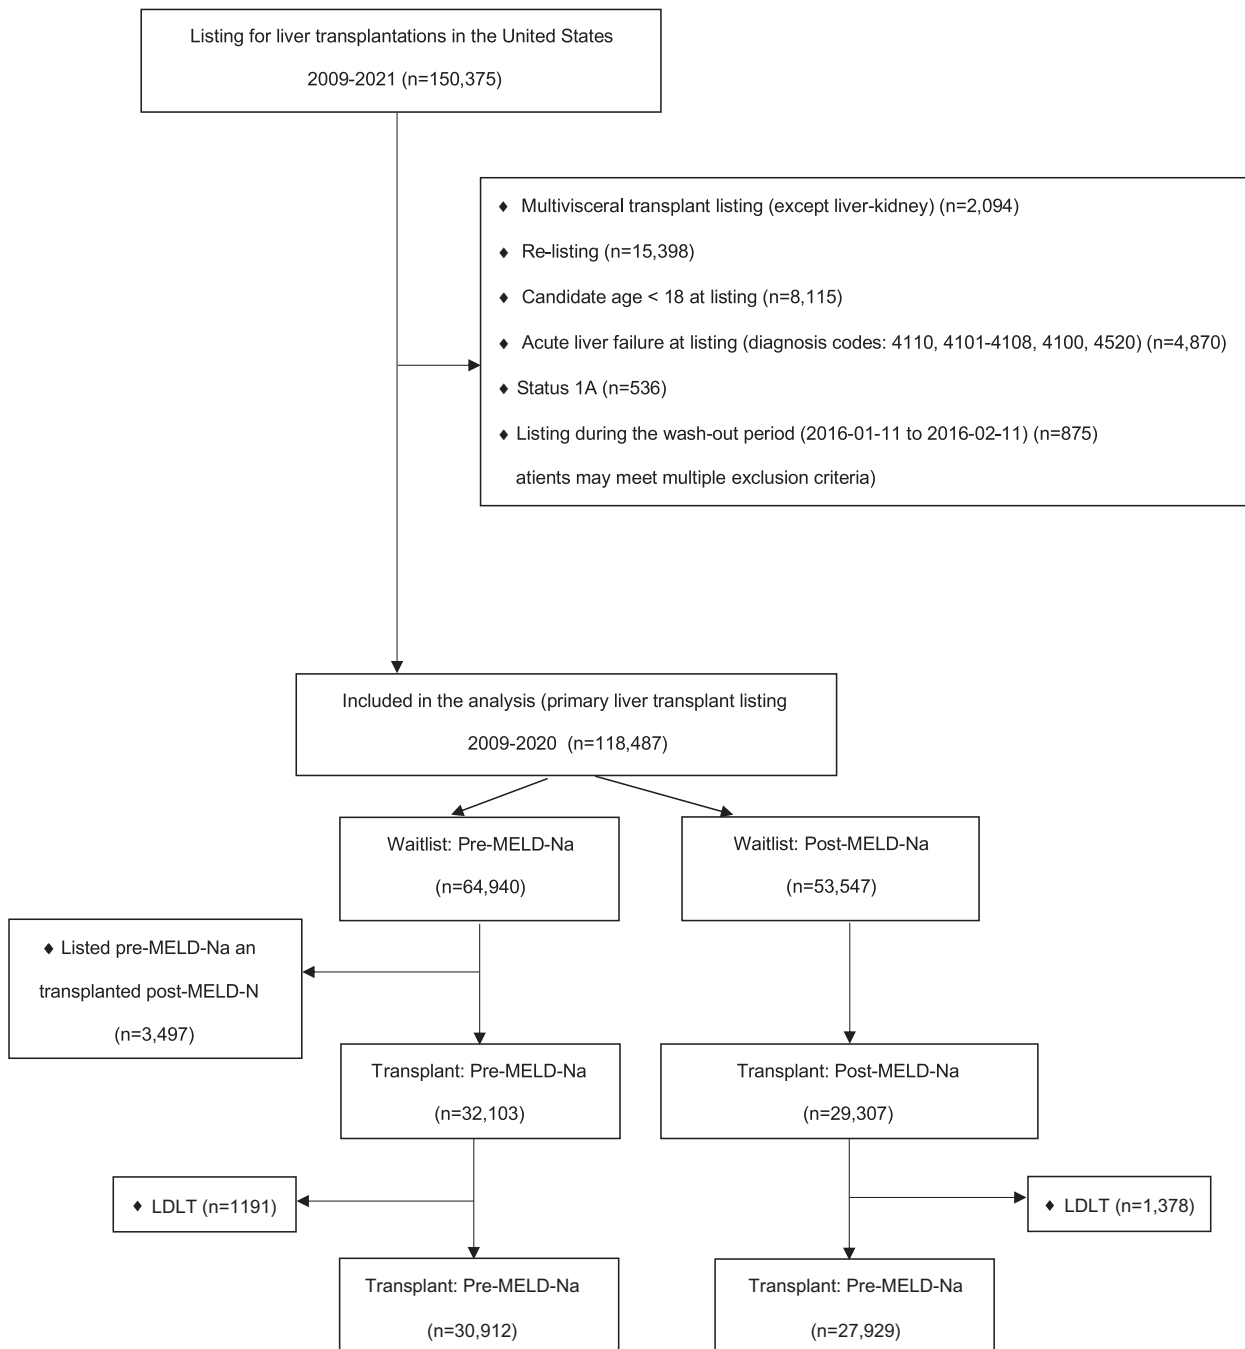 Listing for liver transplantations in the United States
2009-2021 (n=150,375)
♦ Multivisceral transplant listing (except liver-kidney) (n=2,094)
♦ Re-listing (n=15,398)
♦ Candidate age < 18 at listing (n=8,115)
♦ Acute liver failure at listing (diagnosis codes: 4110, 4101-4108, 4100, 4520) (n=4,870)
♦ Status 1A (n=536)
♦ Listing during the wash-out period (2016-01-11 to 2016-02-11) (n=875)
atients may meet multiple exclusion criteria)
Included in the analysis (primary liver transplant listing
2009-2020 (n=118,487)
Waitlist: Pre-MELD-Na
(n=64,940)
Waitlist: Post-MELD-Na
(n=53,547)
♦ Listed pre-MELD-Na an
transplanted post-MELD-N
(n=3,497)
Transplant: Pre-MELD-Na
(n=32,103)
Transplant: Post-MELD-Na
(n=29,307)
♦ LDLT (n=1191)
♦ LDLT (n=1,378)
Transplant: Pre-MELD-Na
(n=30,912)
Transplant: Pre-MELD-Na
(n=27,929)